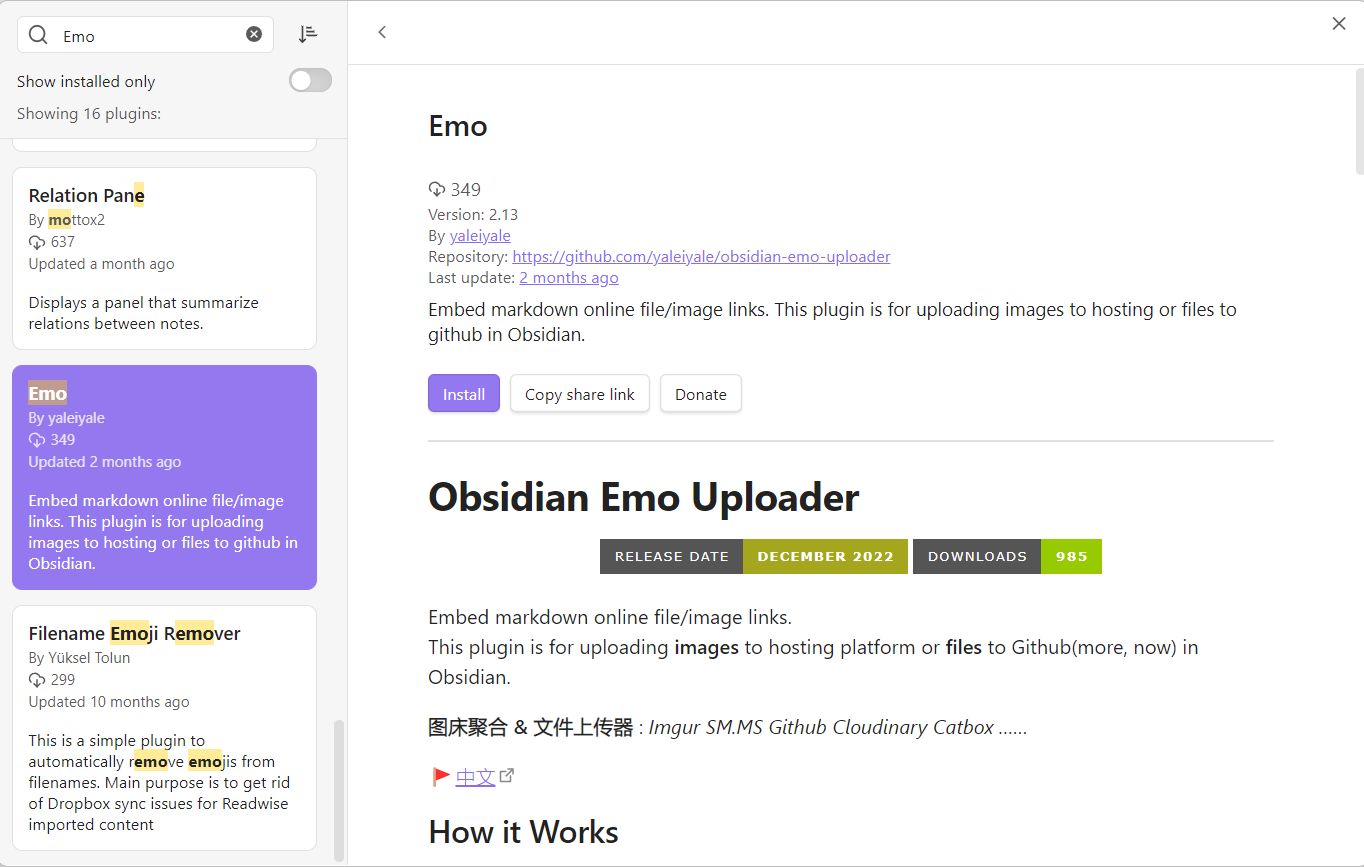 Emo
Show installed only
Showing 16 plugins:
Relation Pane
By mottox2
637
Updated a month ago
Displays a panel that summarize
relations between notes.
Emo
By yaleiyale
349
Updated 2 months ago
Embed markdown online file/image
links. This plugin is for uploading
images to hosting or files to github in
Obsidian.
Filename Emoji Remover
By Yüksel Tolun
299
Updated 10 months ago
This is a simple plugin to
automatically remove emojis from
filenames. Main purpose is to get rid
of Dropbox sync issues for Readwise
imported content
Emo
349
Version: 2.13
By yaleiyale
Repository: https://github.com/yaleiyale/obsidian-emo-uploader
Last update: 2 months ago
Embed markdown online file/image links. This plugin is for uploading images to hosting or files to
github in Obsidian.
Install Copy share link Donate
Obsidian Emo Uploader
RELEASE DATE DECEMBER 2022 DOWNLOADS 985
Embed markdown online file/image links.
This plugin is for uploading images to hosting platform or files to Github(more, now) in
Obsidian.
图床聚合 & 文件上传器 : Imgur SM.MS Github Cloudinary Catbox ......
🚩 中文
How it Works